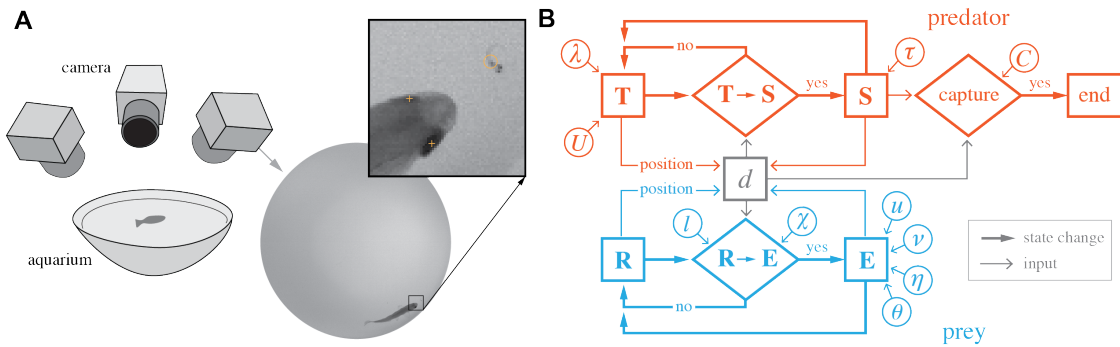 A
camera
aquarium
B
predator
no
λ
τ
C
T
T → S
yes
S
capture
yes
end
U
position
d
position
l
χ
u
R
R → E
yes
E
ν
η
no
θ
state change
input
prey